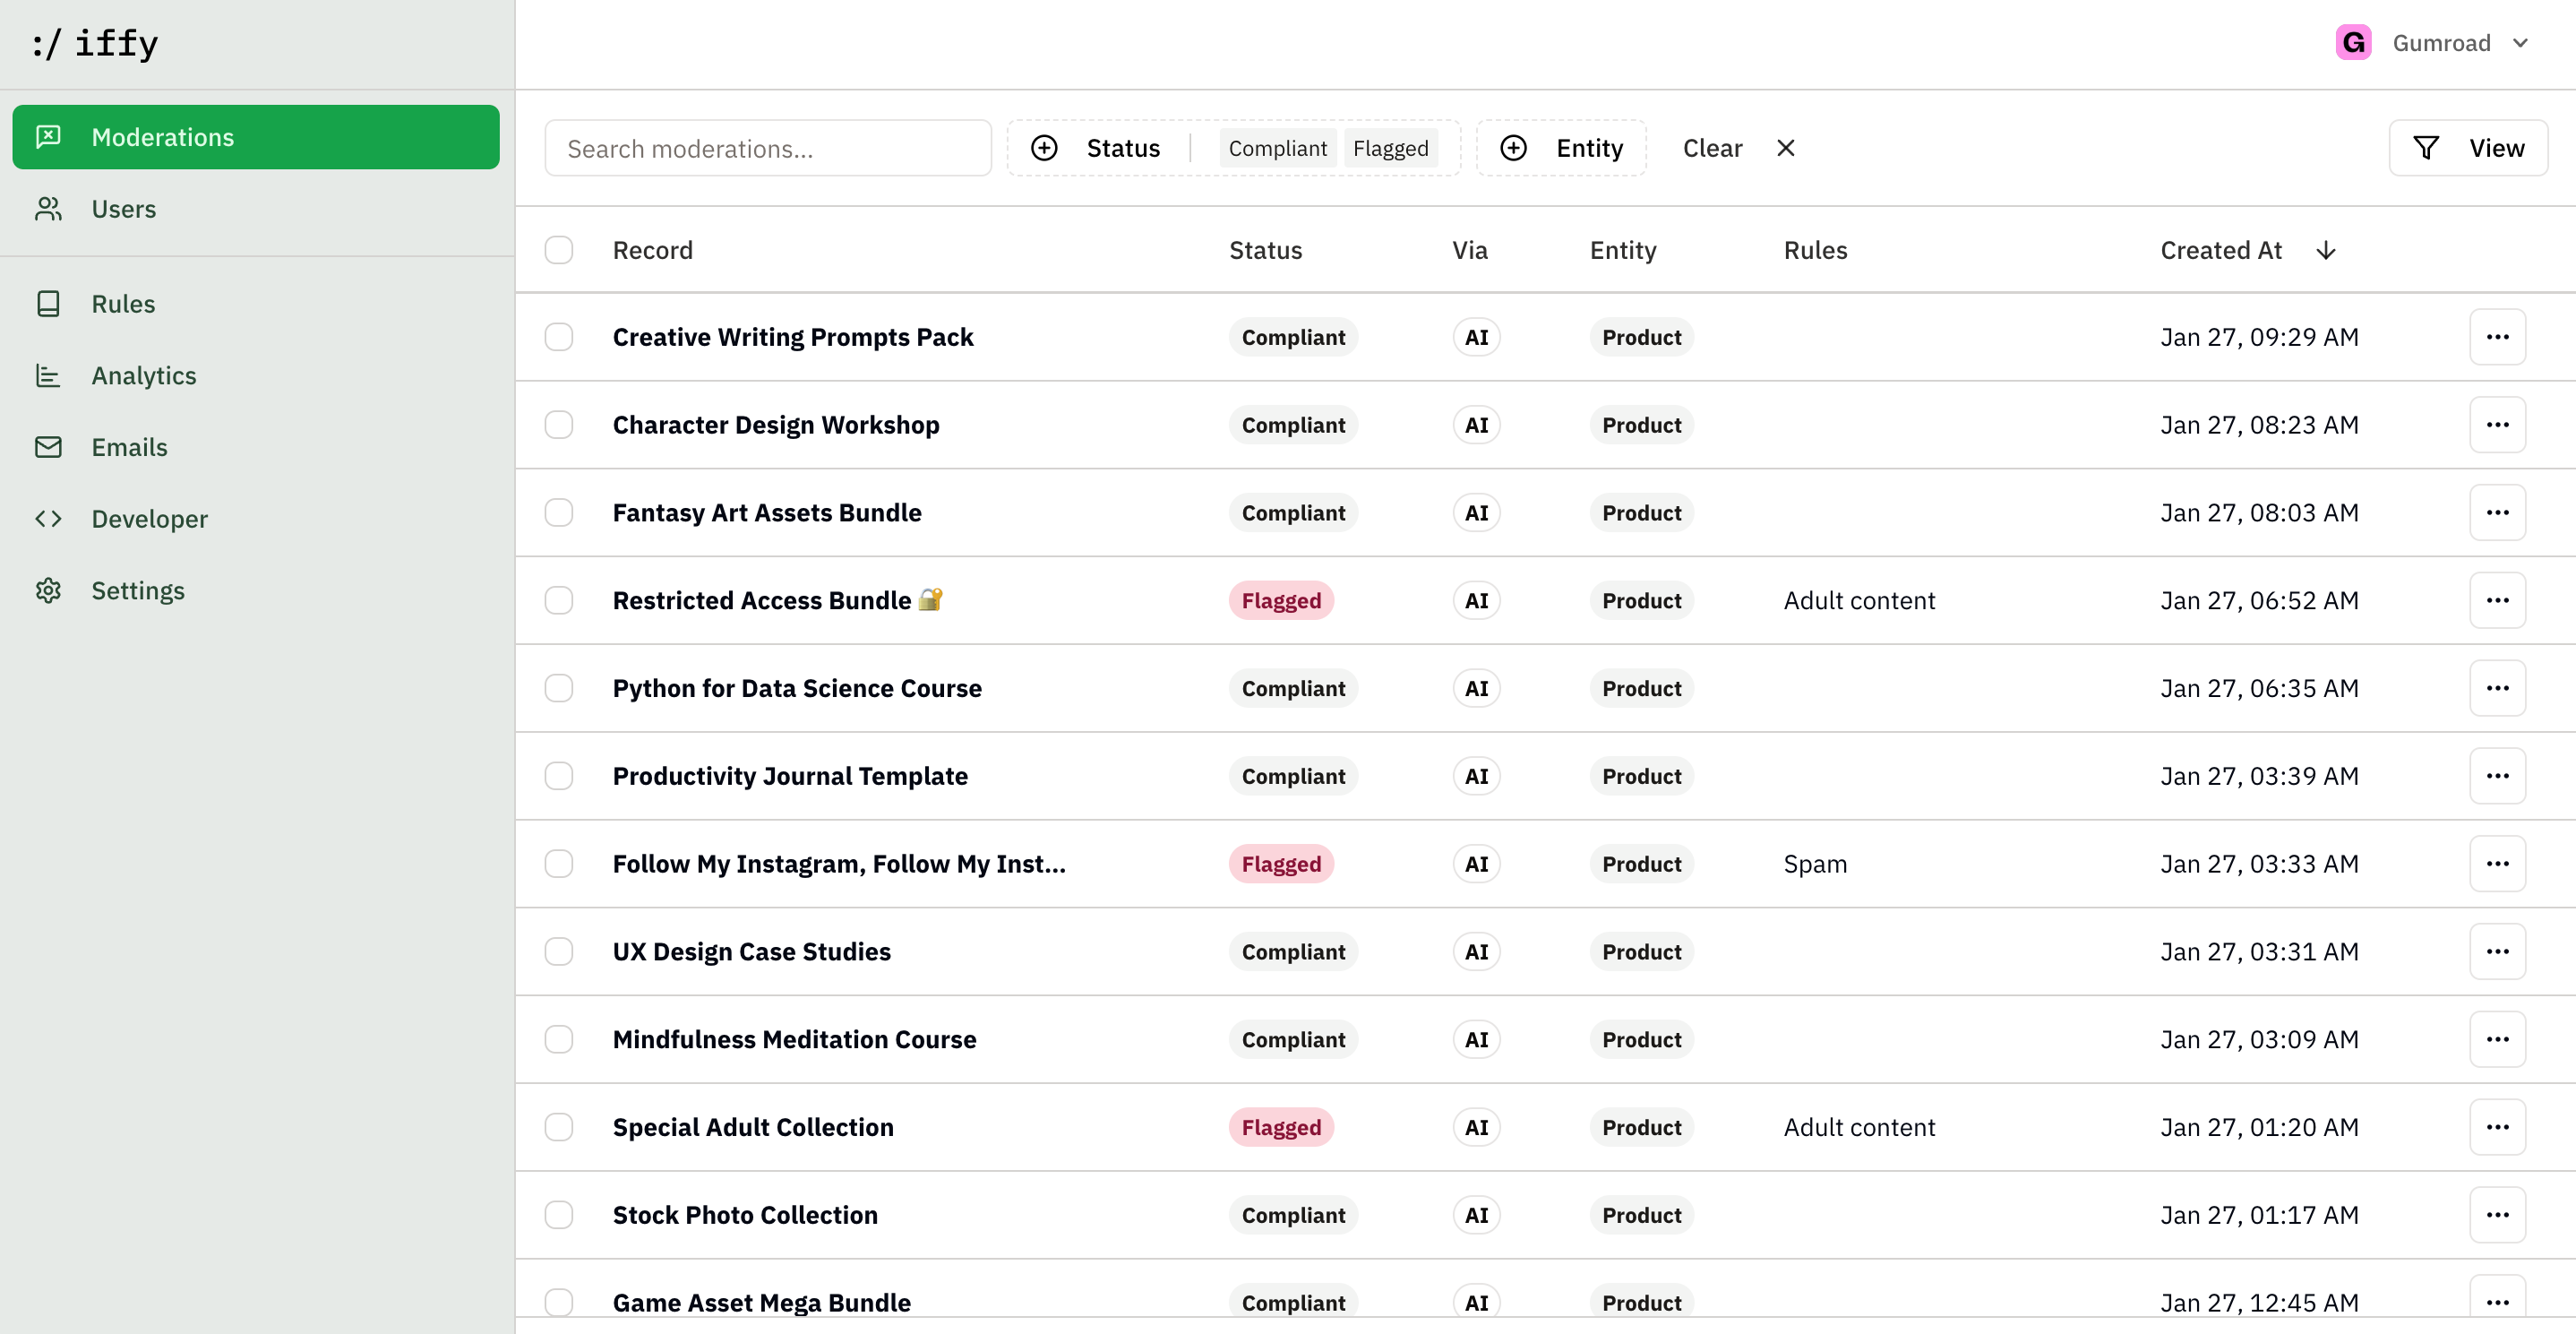 :/ iffy
G Gumroad
Moderations
Users
Rules
Analytics
Emails
Developer
Settings
Search moderations...
Status Compliant Flagged
Entity
Clear
View
Record Status Via Entity Rules Created At
Creative Writing Prompts Pack Compliant AI Product Jan 27, 09:29 AM
Character Design Workshop Compliant AI Product Jan 27, 08:23 AM
Fantasy Art Assets Bundle Compliant AI Product Jan 27, 08:03 AM
Restricted Access Bundle 🔐 Flagged AI Product Adult content Jan 27, 06:52 AM
Python for Data Science Course Compliant AI Product Jan 27, 06:35 AM
Productivity Journal Template Compliant AI Product Jan 27, 03:39 AM
Follow My Instagram, Follow My Inst... Flagged AI Product Spam Jan 27, 03:33 AM
UX Design Case Studies Compliant AI Product Jan 27, 03:31 AM
Mindfulness Meditation Course Compliant AI Product Jan 27, 03:09 AM
Special Adult Collection Flagged AI Product Adult content Jan 27, 01:20 AM
Stock Photo Collection Compliant AI Product Jan 27, 01:17 AM
Game Asset Mega Bundle Compliant AI Product Jan 27, 12:45 AM